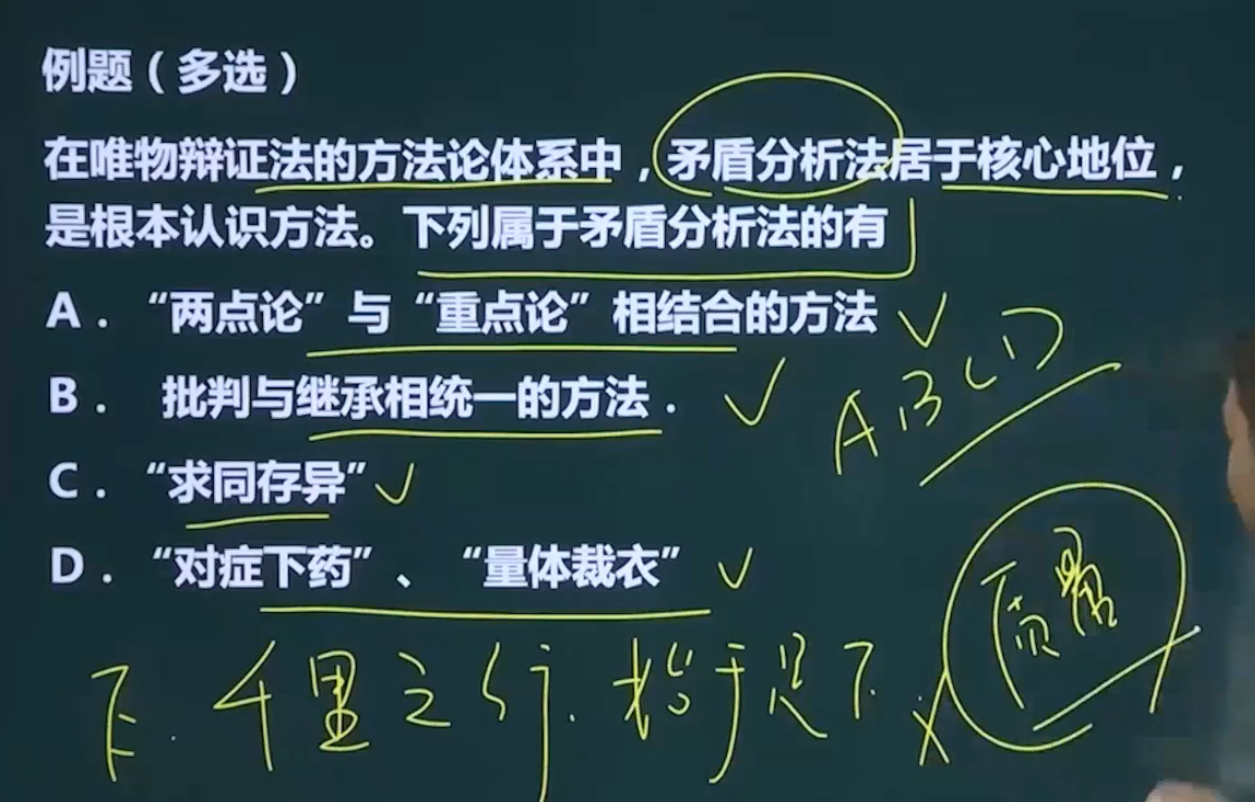 例题（多选）
在唯物辩证法的方法论体系中，矛盾分析法居于核心地位，
是根本认识方法。下列属于矛盾分析法的有
A．“两点论”与“重点论”相结合的方法
B． 批判与继承相统一的方法．
C．“求同存异”
D．“对症下药”、“量体裁衣”
ABCD
质量
E. 千里之行. 始于足下.